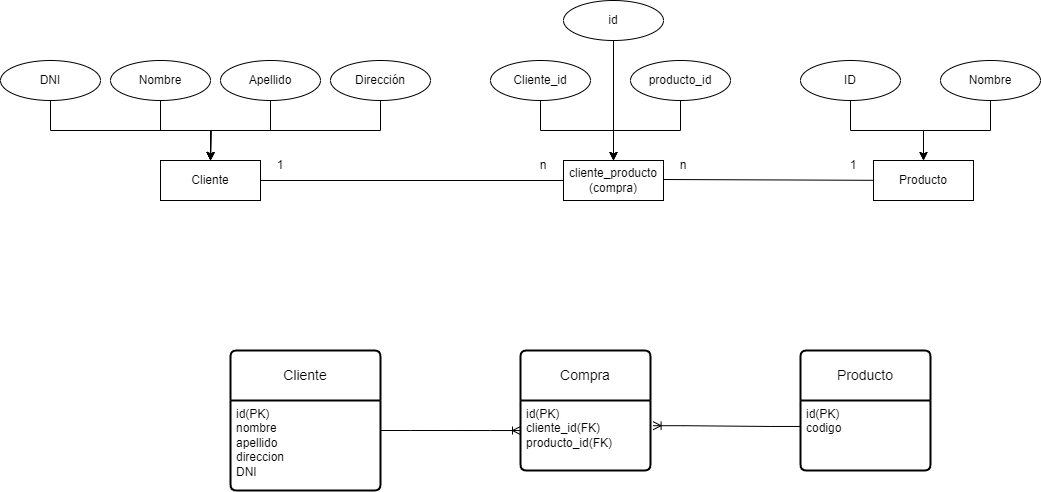 id
DNI
Nombre
Apellido
Dirección
Cliente_id
producto_id
ID
Nombre
Cliente
1
n
cliente_producto
(compra)
n
1
Producto
Cliente
id(PK)
nombre
apellido
direccion
DNI
Compra
id(PK)
cliente_id(FK)
producto_id(FK)
Producto
id(PK)
codigo